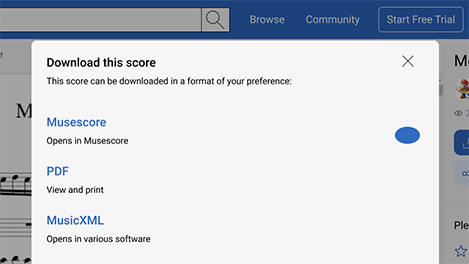 Browse Community Start Free Trial
Download this score
This score can be downloaded in a format of your preference:
Musescore
Opens in Musescore
PDF
View and print
MusicXML
Opens in various software